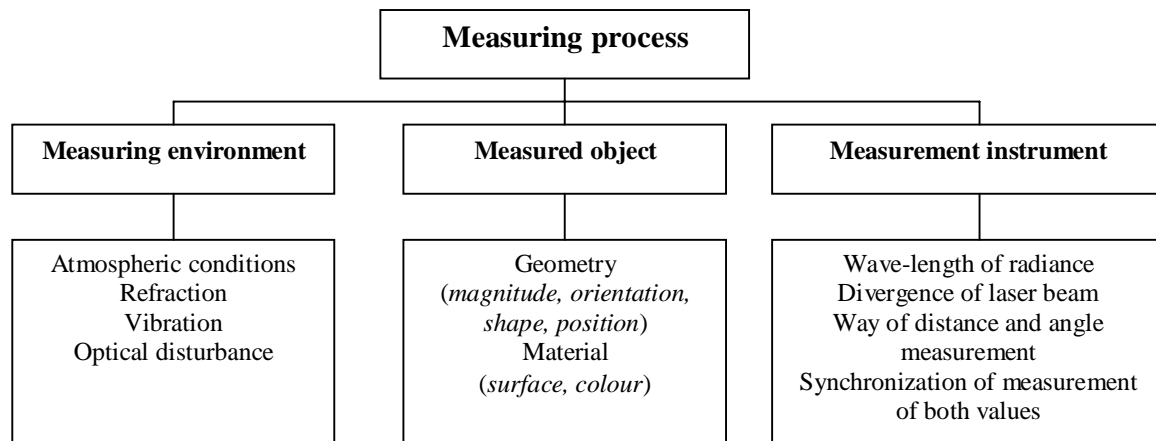 Measuring process
Measuring environment
Measured object
Measurement instrument
Atmospheric conditions
Refraction
Vibration
Optical disturbance
Geometry
(magnitude, orientation,
shape, position)
Material
(surface, colour)
Wave-length of radiance
Divergence of laser beam
Way of distance and angle
measurement
Synchronization of measurement
of both values